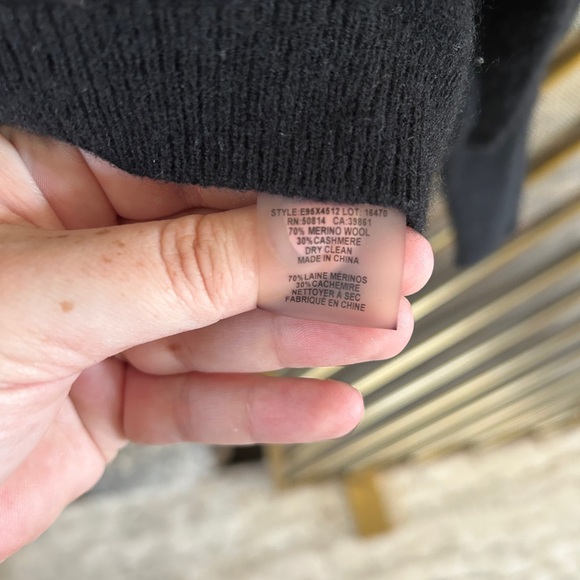 STYLE:E95X4512 LOT: 16470
RN:50814 CA:39861
70% MERINO WOOL
30%CASHMERE
DRY CLEAN
MADE IN CHINA
70%LAINE MERINOS
30%CACHEMIRE
NETTOYER À SEC
FABRIQUE EN CHINE